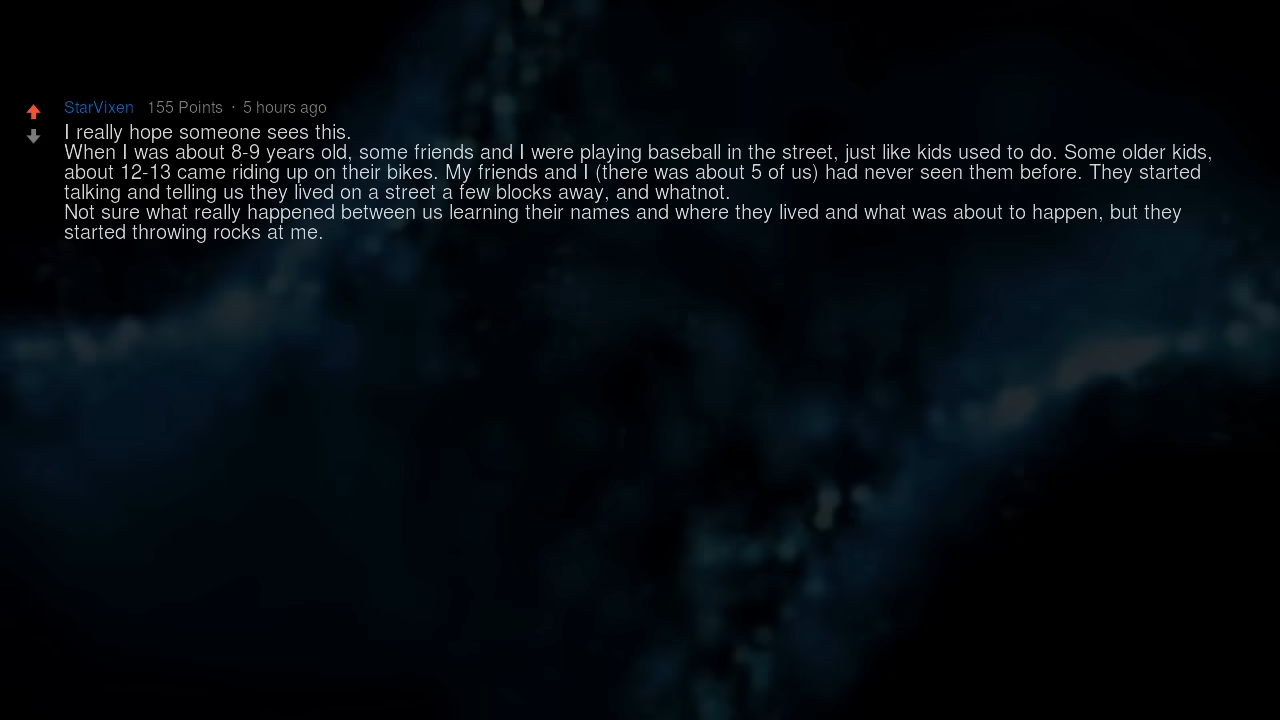 StarVixen 155 Points · 5 hours ago
I really hope someone sees this.
When I was about 8-9 years old, some friends and I were playing baseball in the street, just like kids used to do. Some older kids,
about 12-13 came riding up on their bikes. My friends and I (there was about 5 of us) had never seen them before. They started
talking and telling us they lived on a street a few blocks away, and whatnot.
Not sure what really happened between us learning their names and where they lived and what was about to happen, but they
started throwing rocks at me.